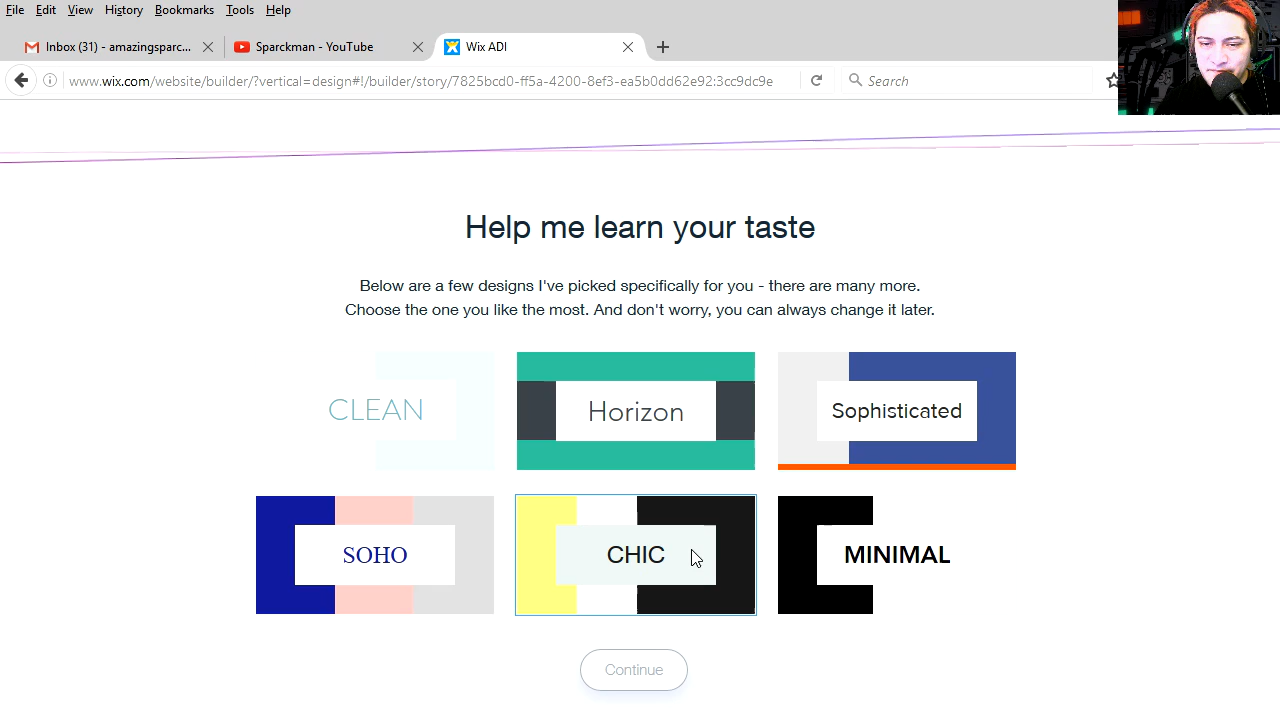 File Edit View History Bookmarks Tools Help
Inbox (31) - amazingsparc... Sparckman - YouTube Wix ADI
www.wix.com/website/builder/?vertical=design#!/builder/story/7825bcd0-ff5a-4200-8ef3-ea5b0dd62e92:3cc9dc9e Search
Help me learn your taste
Below are a few designs I've picked specifically for you - there are many more.
Choose the one you like the most. And don't worry, you can always change it later.
CLEAN Horizon Sophisticated
SOHO CHIC MINIMAL
Continue